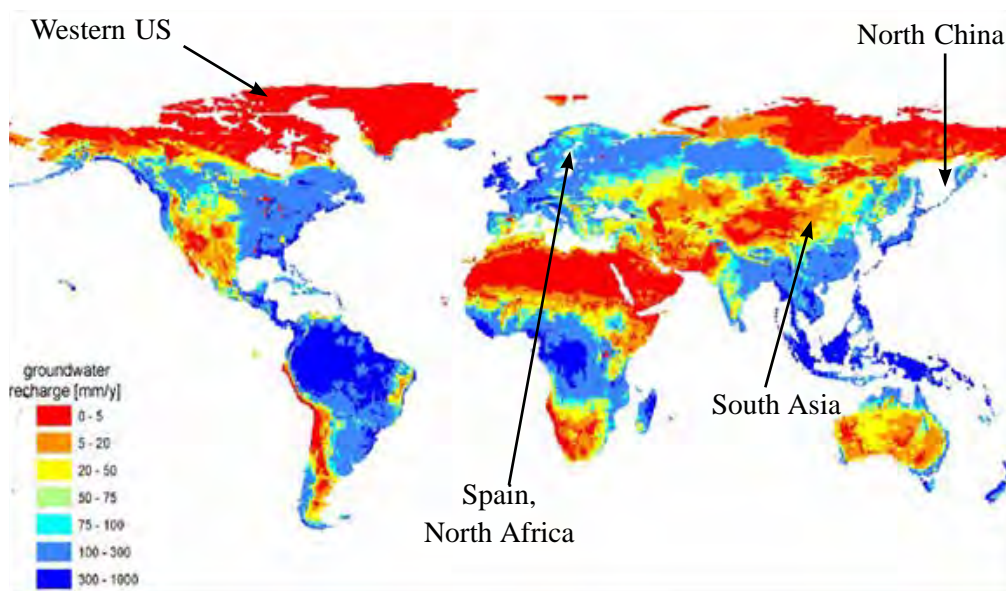 Western US
North China
South Asia
Spain,
North Africa
groundwater
recharge [mm/y]
0 - 5
5 - 20
20 - 50
50 - 75
75 - 100
100 - 300
300 - 1000